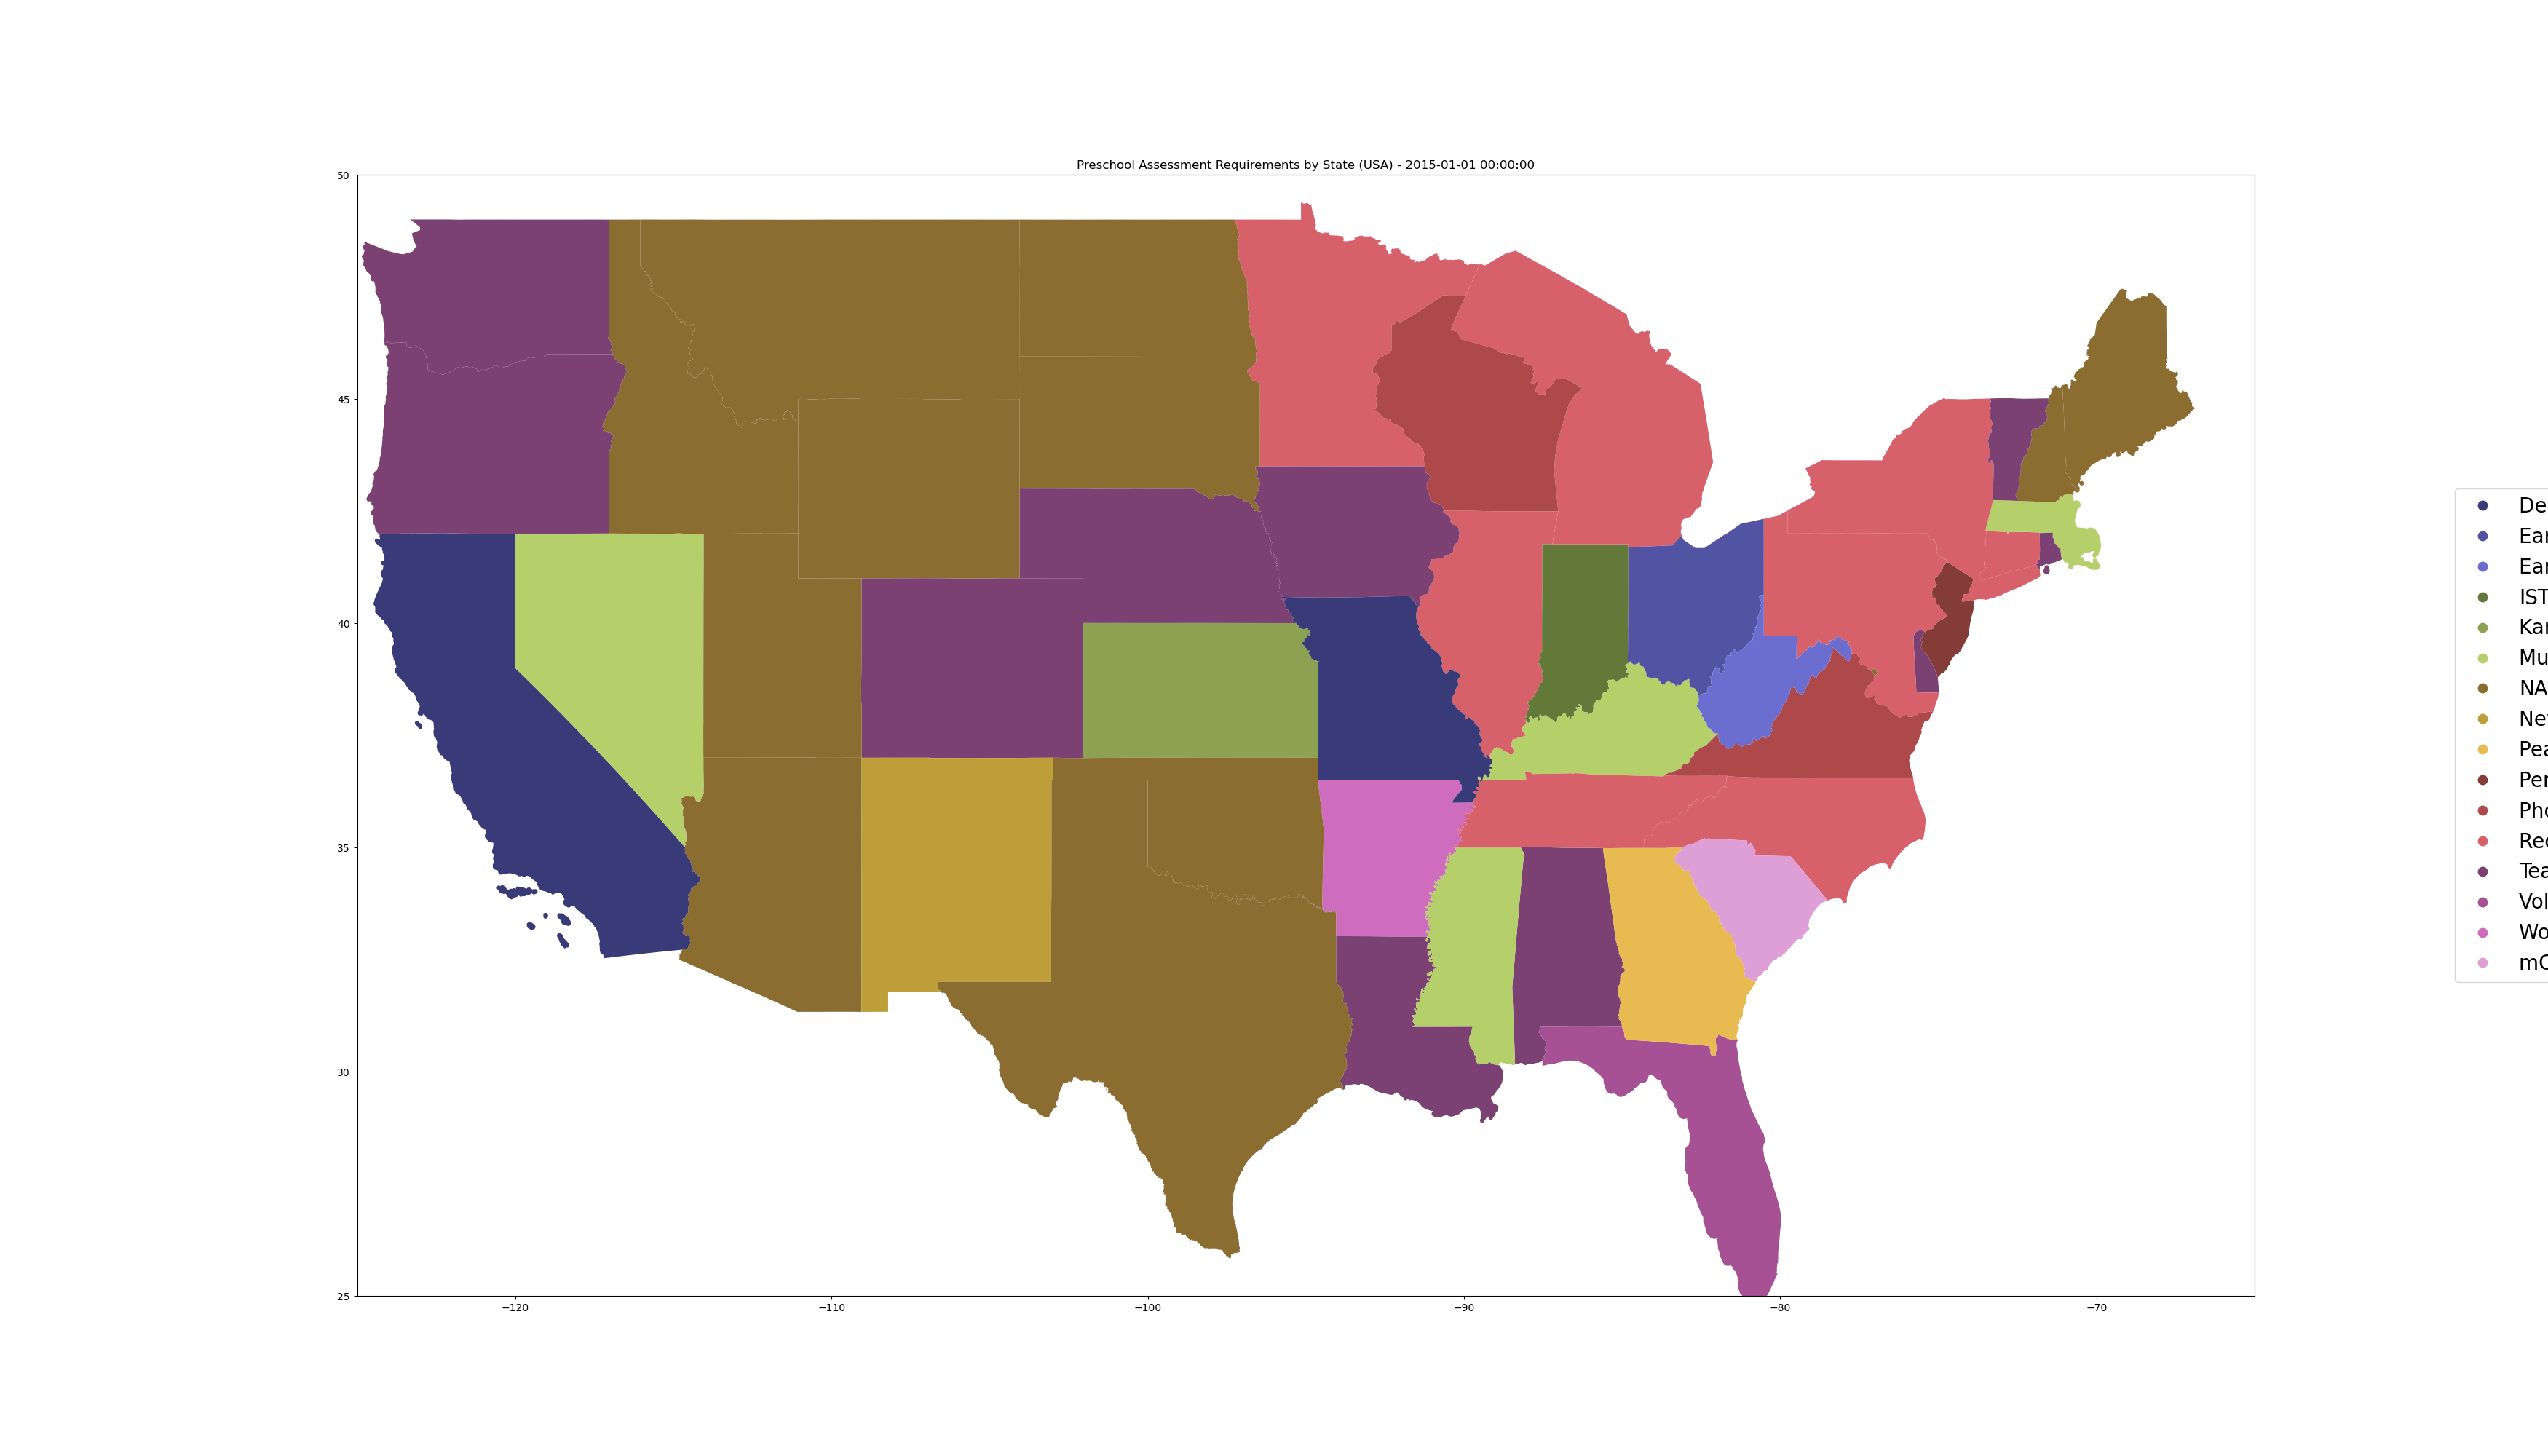 Preschool Assessment Requirements by State (USA) - 2015-01-01 00:00:00
50
45
40
35
30
25
−120 −110 −100 −90 −80 −70
De
Ear
Ear
IST
Kar
Mu
NA
Ne
Pea
Per
Pho
Rec
Tea
Vol
Wo